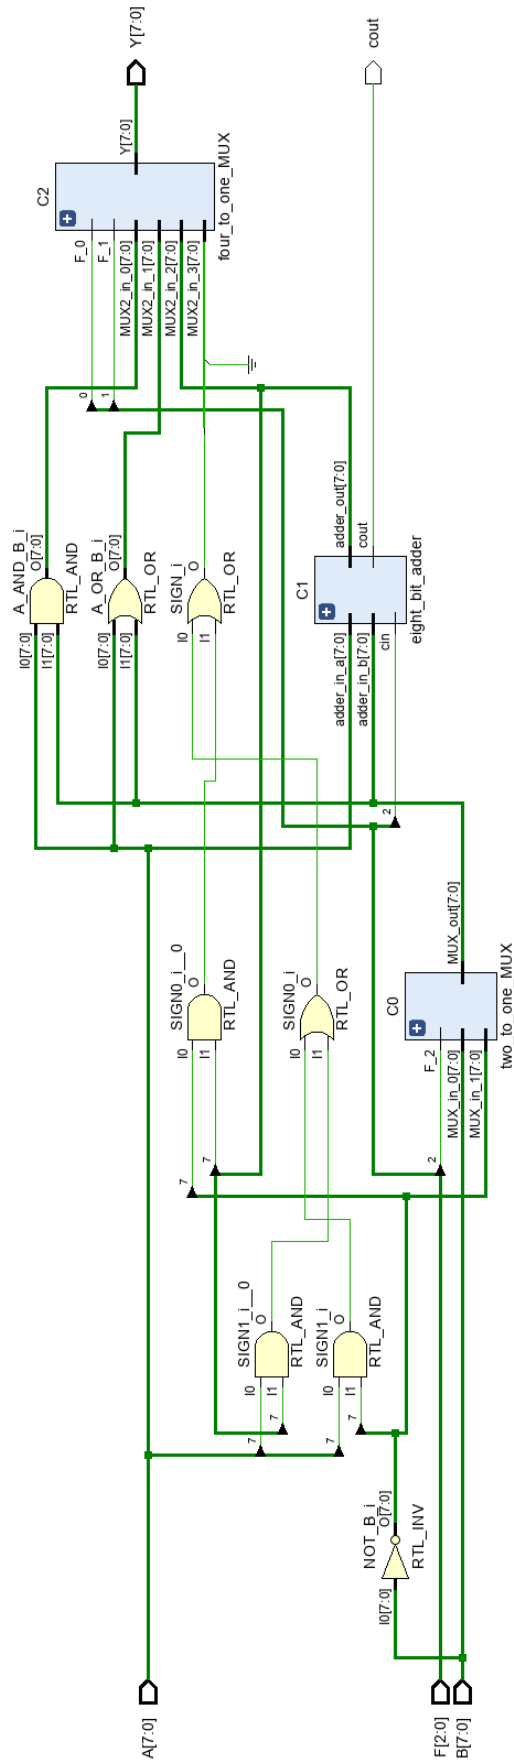 A[7:0]
F[2:0]
B[7:0]
NOT_B_i
I0[7:0]
O[7:0]
RTL_INV
SIGN1_i__0
7
I0
7
I1
O
RTL_AND
SIGN1_i
7
I0
7
I1
O
RTL_AND
SIGN0_i__0
7
I0
7
I1
O
RTL_AND
SIGN0_i
I0
I1
O
RTL_OR
C0
2
F_2
MUX_in_0[7:0]
MUX_in_1[7:0]
MUX_out[7:0]
two_to_one_MUX
A_AND_B_i
I0[7:0]
I1[7:0]
O[7:0]
RTL_AND
A_OR_B_i
I0[7:0]
I1[7:0]
O[7:0]
RTL_OR
SIGN_i
I0
I1
O
RTL_OR
C1
adder_in_a[7:0]
adder_in_b[7:0]
2
cin
adder_out[7:0]
cout
eight_bit_adder
C2
0
F_0
1
F_1
MUX2_in_0[7:0]
MUX2_in_1[7:0]
MUX2_in_2[7:0]
MUX2_in_3[7:0]
Y[7:0]
four_to_one_MUX
Y[7:0]
cout